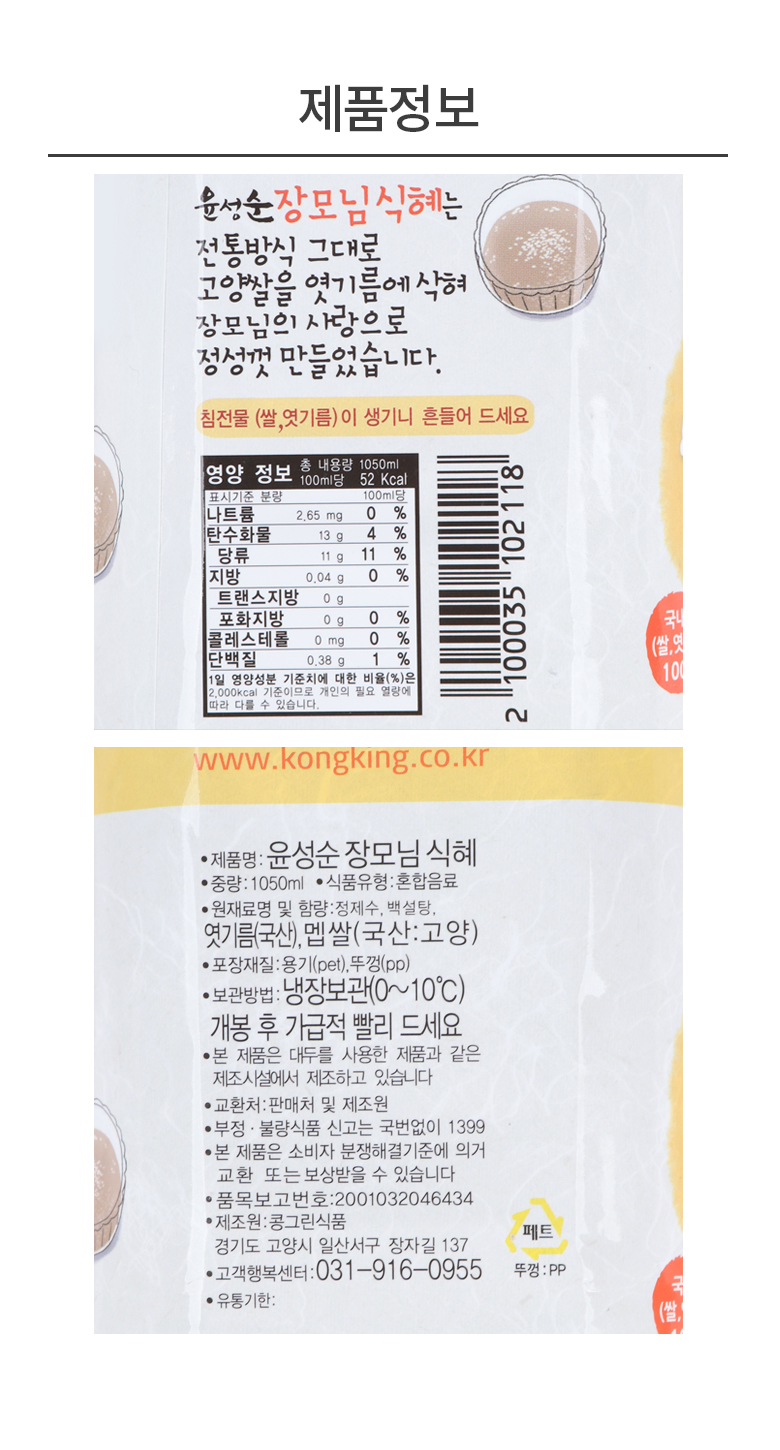 제품정보
윤성순장모님식혜는
전통방식 그대로
고양쌀을 엿기름에 삭혀
장모님의 사랑으로
정성껏 만들었습니다.
침전물 (쌀,엿기름)이 생기니 흔들어 드세요
영양 정보 총 내용량 1050ml
100ml당 52 Kcal
표시기준 분량 100ml당
나트륨 2.65 mg 0 %
탄수화물 13 g 4 %
당류 11 g 11 %
지방 0.04 g 0 %
트랜스지방 0 g
포화지방 0 g 0 %
콜레스테롤 0 mg 0 %
단백질 0.38 g 1 %
1일 영양성분 기준치에 대한 비율(%)은
2,000kcal 기준이므로 개인의 필요 열량에
따라 다를 수 있습니다.
2 100035 102118
국내
(쌀,엿
100
www.kongking.co.kr
•제품명:윤성순 장모님 식혜
•중량:1050ml •식품유형:혼합음료
•원재료명 및 함량:정제수, 백설탕,
엿기름(국산),멥쌀(국산:고양)
•포장재질:용기(pet),뚜껑(pp)
•보관방법:냉장보관(0~10℃)
개봉 후 가급적 빨리 드세요
•본 제품은 대두를 사용한 제품과 같은
제조시설에서 제조하고 있습니다
•교환처:판매처 및 제조원
•부정·불량식품 신고는 국번없이 1399
•본 제품은 소비자 분쟁해결기준에 의거
교환 또는 보상받을 수 있습니다
•품목보고번호:2001032046434
•제조원:콩그린식품
경기도 고양시 일산서구 장자길 137
•고객행복센터:031-916-0955
•유통기한:
페트
뚜껑:PP
국
(쌀,